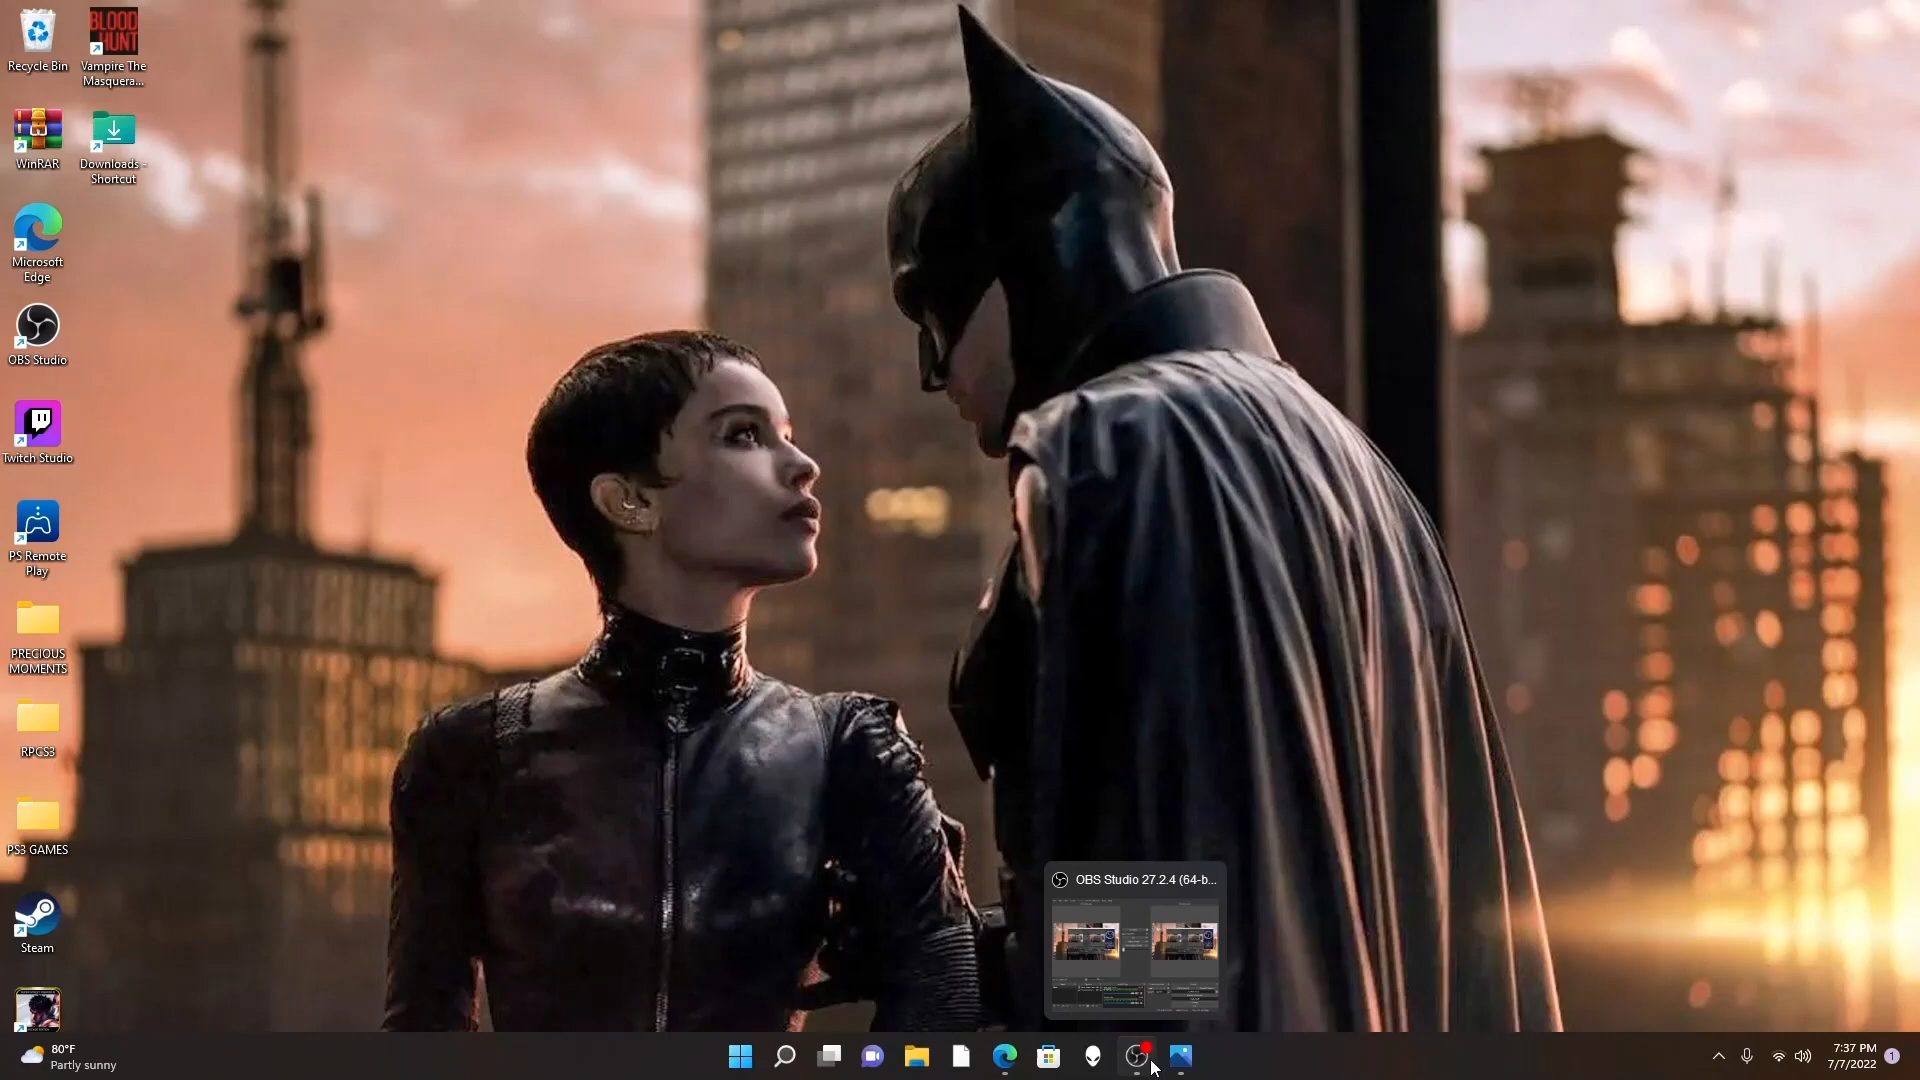 Recycle Bin
BLOOD
HUNT
Vampire The
Masquera...
WinRAR
Downloads -
Shortcut
Microsoft
Edge
OBS Studio
Twitch Studio
PS Remote
Play
PRECIOUS
MOMENTS
RPCS3
PS3 GAMES
Steam
OBS Studio 27.2.4 (64-b...
80°F
Partly sunny
7:37 PM
7/7/2022
1